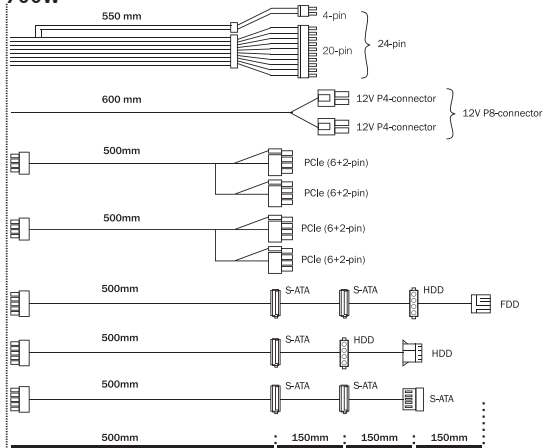 700W
550 mm
4-pin
20-pin
24-pin
600 mm
12V P4-connector
12V P4-connector
12V P8-connector
500mm
PCIe (6+2-pin)
PCIe (6+2-pin)
500mm
PCIe (6+2-pin)
PCIe (6+2-pin)
500mm
S-ATA
S-ATA
HDD
FDD
500mm
S-ATA
HDD
HDD
500mm
S-ATA
S-ATA
S-ATA
500mm
150mm
150mm
150mm